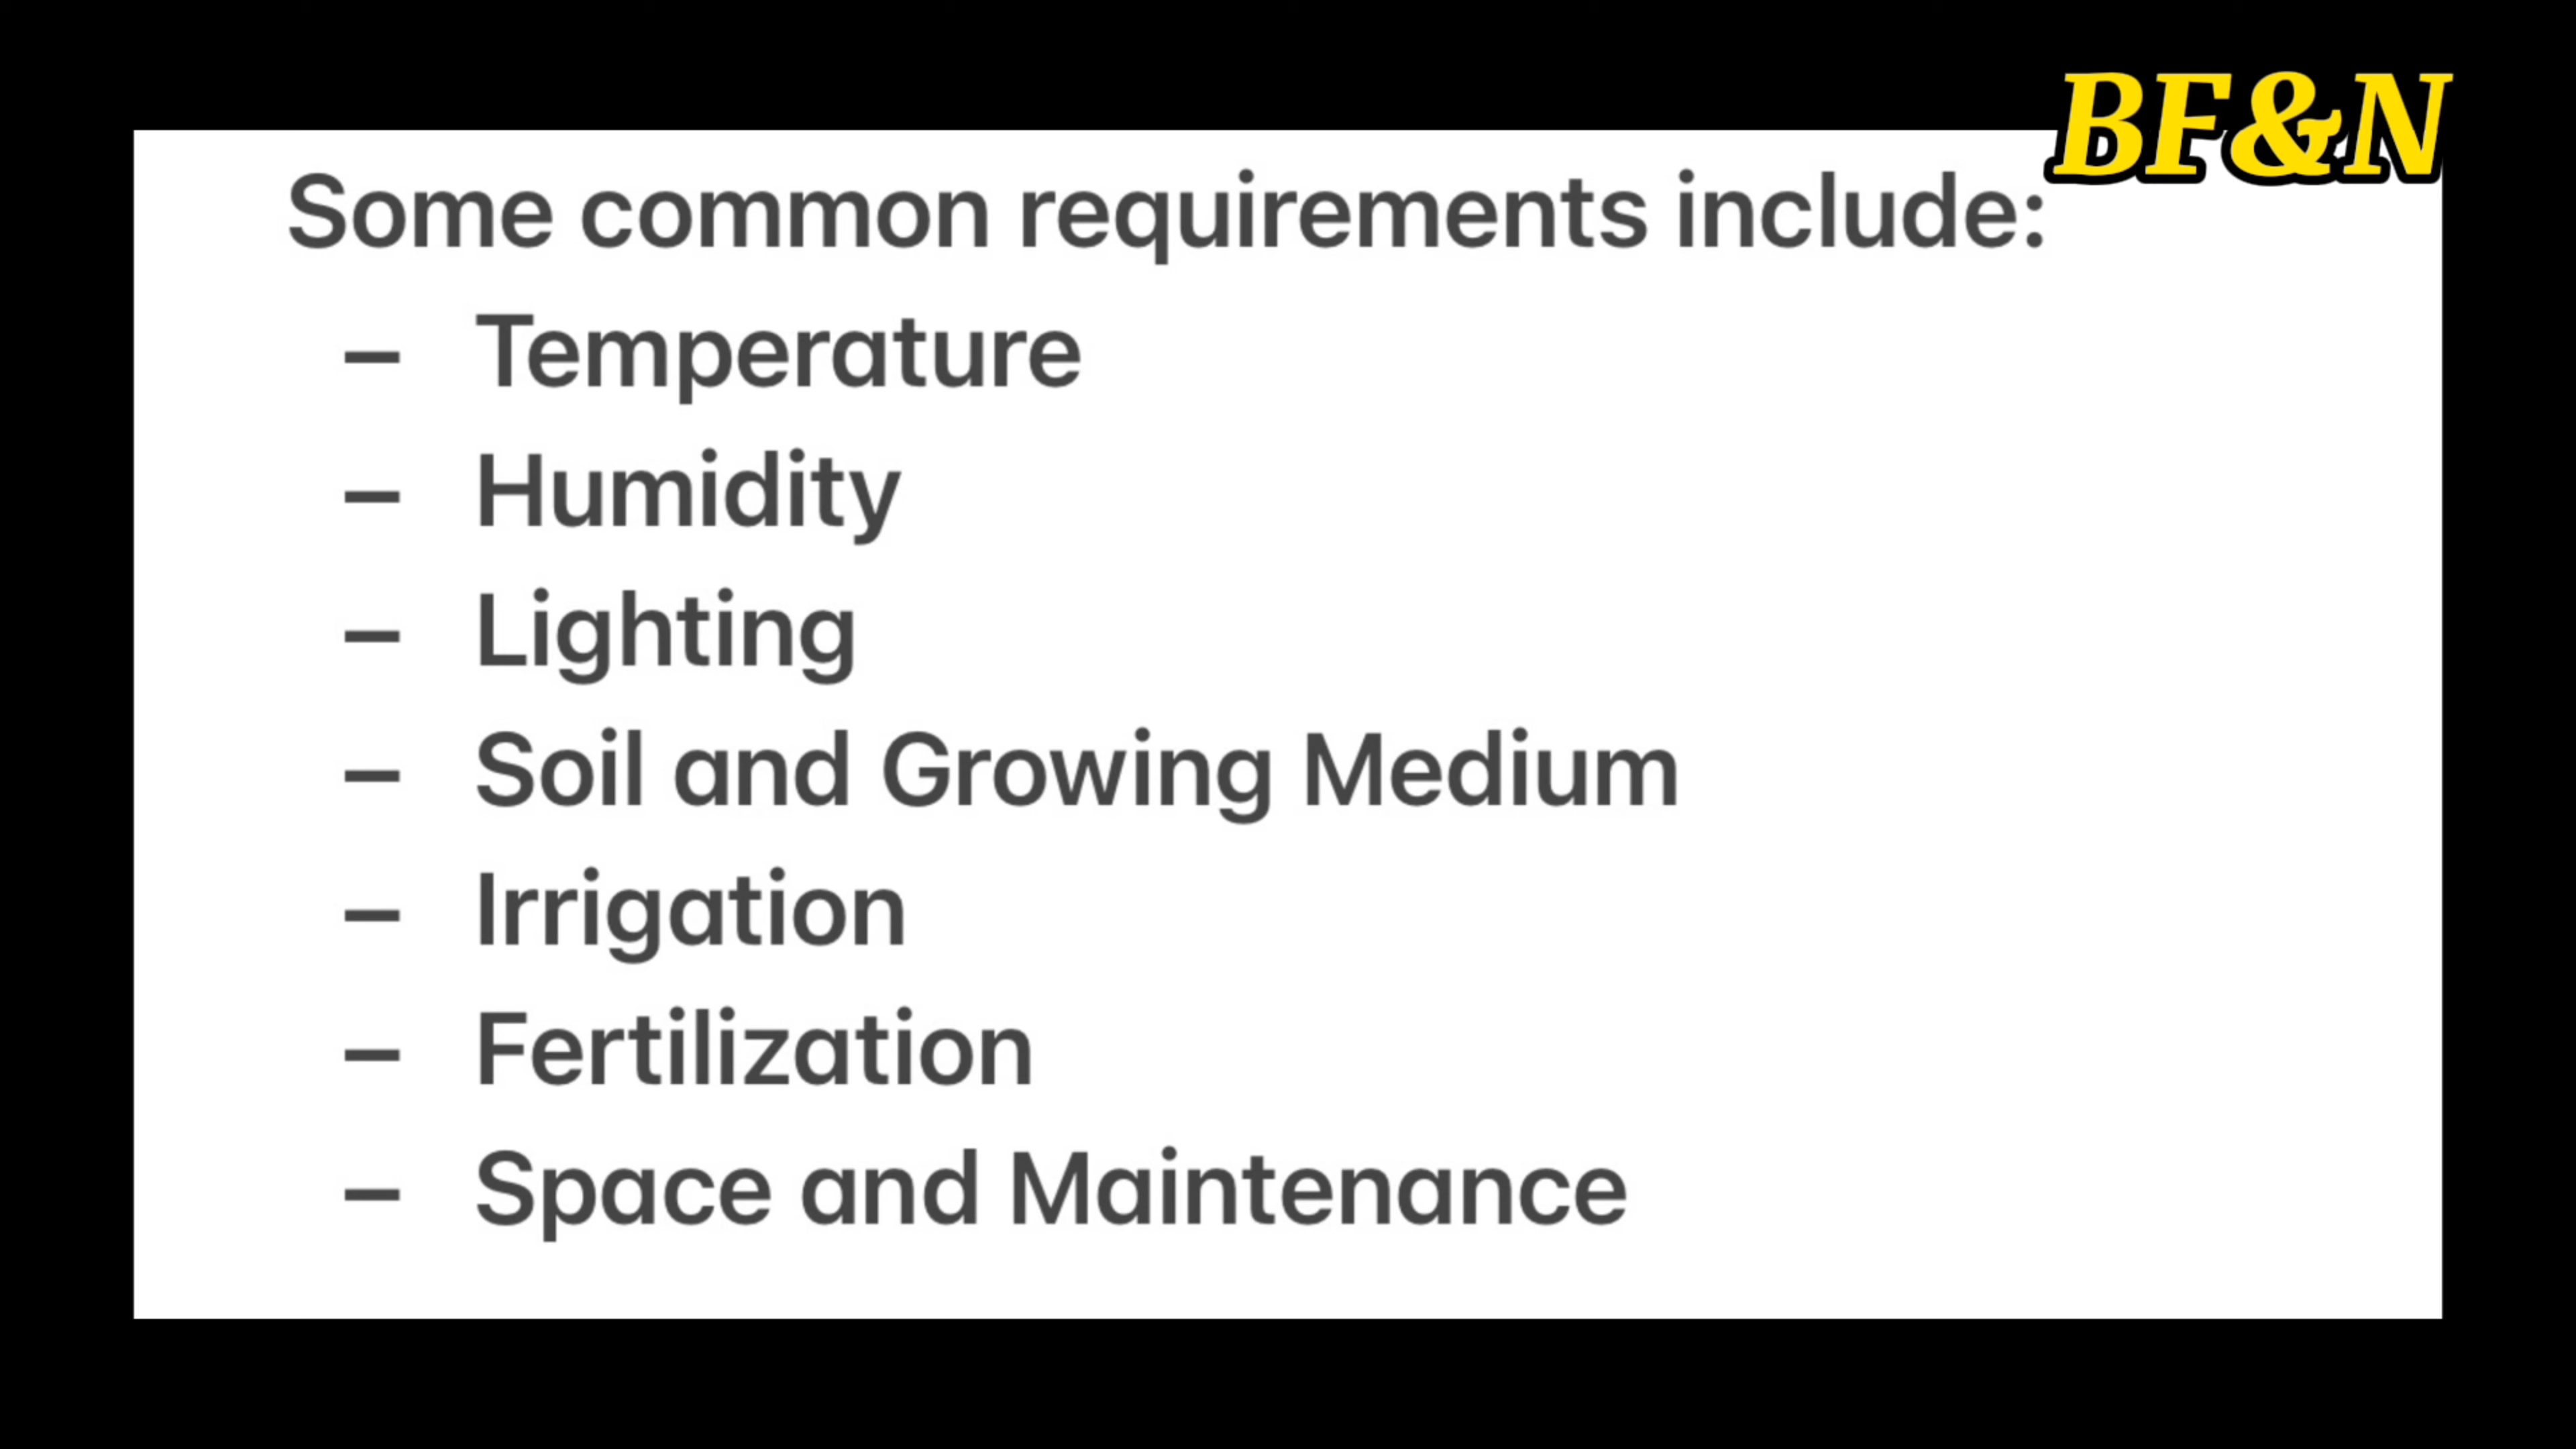 BF&N
Some common requirements include:
– Temperature
– Humidity
– Lighting
– Soil and Growing Medium
– Irrigation
– Fertilization
– Space and Maintenance